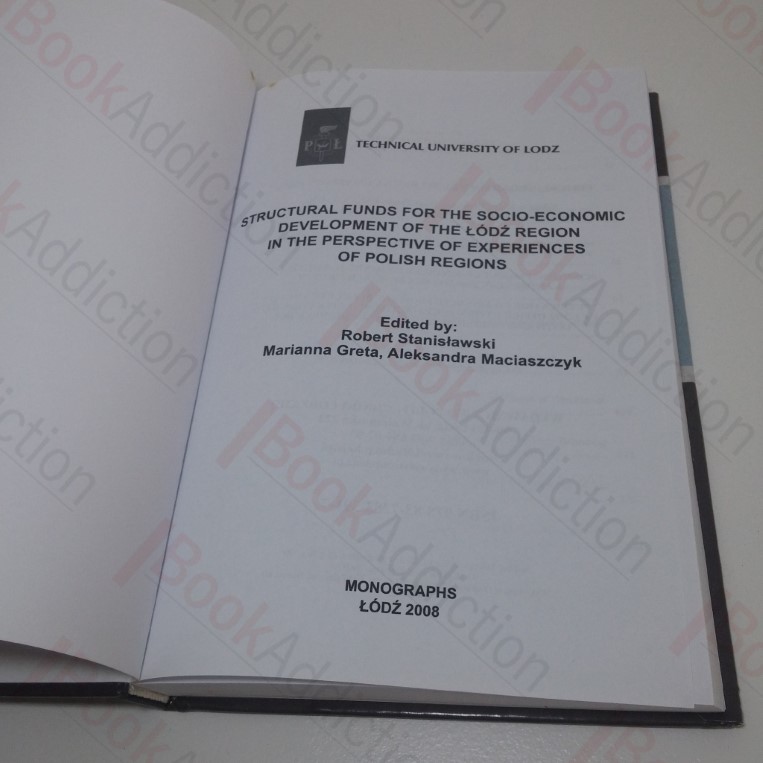 P Ł
TECHNICAL UNIVERSITY OF LODZ
STRUCTURAL FUNDS FOR THE SOCIO-ECONOMIC
DEVELOPMENT OF THE ŁÓDŹ REGION
IN THE PERSPECTIVE OF EXPERIENCES
OF POLISH REGIONS
Edited by:
Robert Stanisławski
Marianna Greta, Aleksandra Maciaszczyk
MONOGRAPHS
ŁÓDŹ 2008
BookAddiction